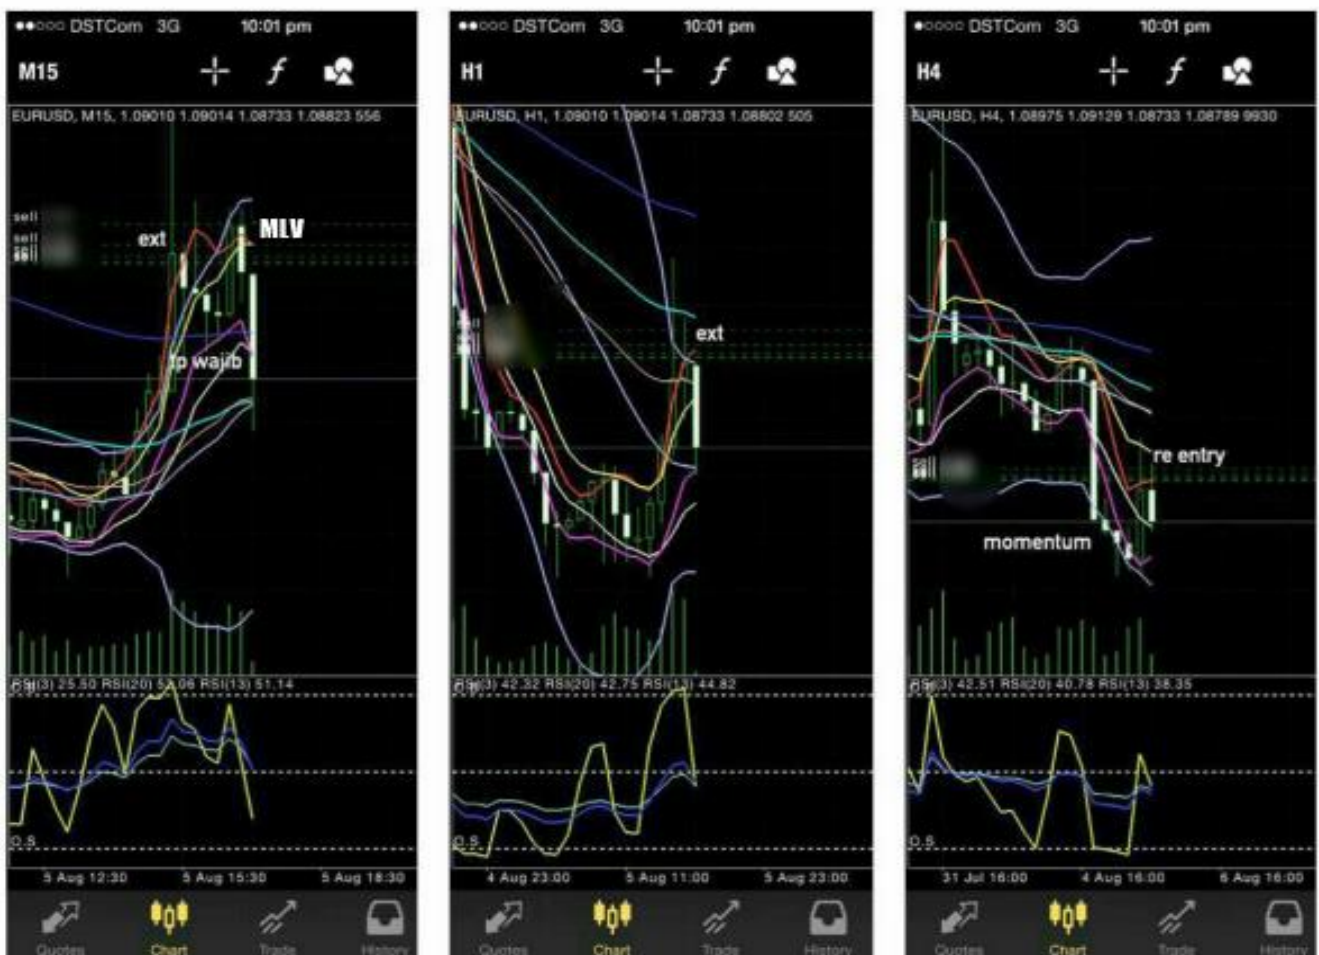 DSTCom 3G 10:01 pm
M15 f
EURUSD, M15, 1.09010 1.09014 1.08733 1.08823 556
sell
MLV
ext
sell
sell
tp wajib
RSI(3) 25.50 RSI(13) 51.14
O.S
5 Aug 12:30 5 Aug 15:30 5 Aug 18:30
Quotes Chart Trade History
DSTCom 3G 10:01 pm
H1 f
EURUSD, H1, 1.09010 1.09014 1.08733 1.08802 505
sell
ext
sell
RSI(3) 42.32 RSI(20) 42.75 RSI(13) 44.82
O.S
4 Aug 23:00 5 Aug 11:00 5 Aug 23:00
Quotes Chart Trade History
DSTCom 3G 10:01 pm
H4 f
EURUSD, H4, 1.08975 1.09129 1.08733 1.08789 9930
re entry
sell
momentum
RSI(3) 42.51 RSI(20) 40.78 RSI(13) 38.35
O.S
31 Jul 16:00 4 Aug 16:00 6 Aug 16:00
Quotes Chart Trade History